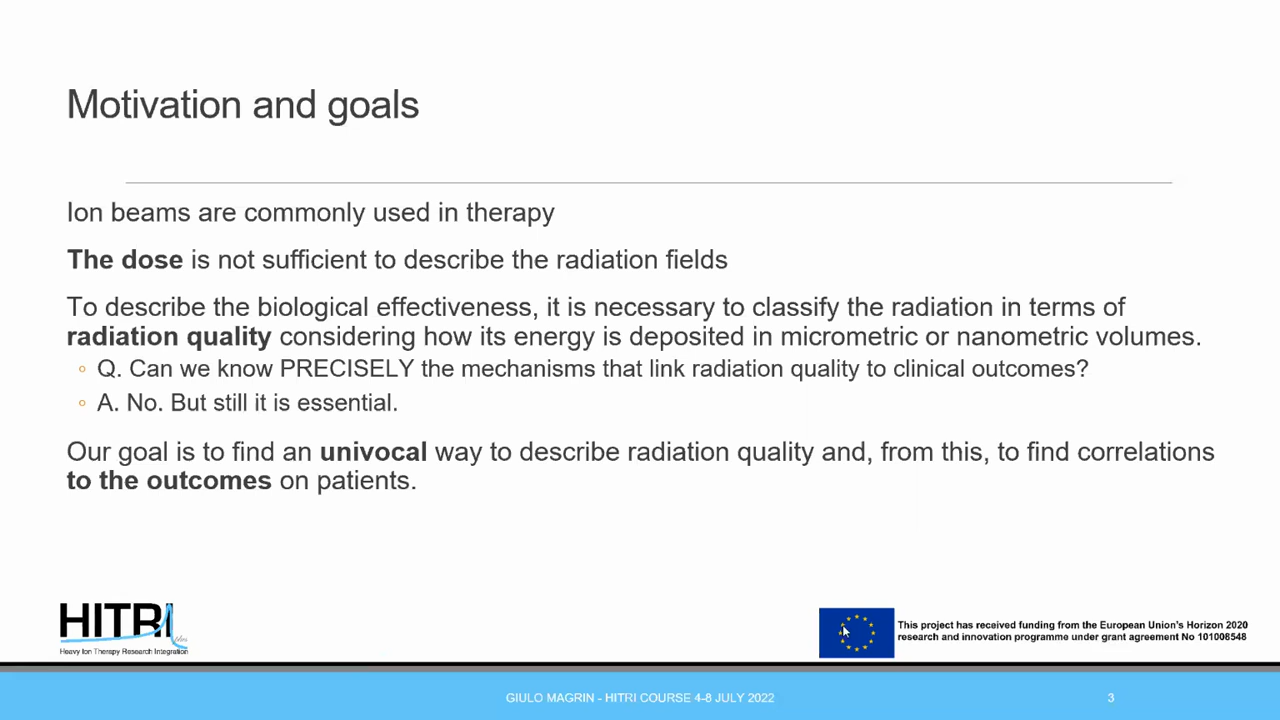 Motivation and goals
Ion beams are commonly used in therapy
The dose is not sufficient to describe the radiation fields
To describe the biological effectiveness, it is necessary to classify the radiation in terms of
radiation quality considering how its energy is deposited in micrometric or nanometric volumes.
◦ Q. Can we know PRECISELY the mechanisms that link radiation quality to clinical outcomes?
◦ A. No. But still it is essential.
Our goal is to find an univocal way to describe radiation quality and, from this, to find correlations
to the outcomes on patients.
HITRI
Heavy Ion Therapy Research Integration
This project has received funding from the European Union's Horizon 2020
research and innovation programme under grant agreement No 101008548
GIULO MAGRIN - HITRI COURSE 4-8 JULY 2022
3